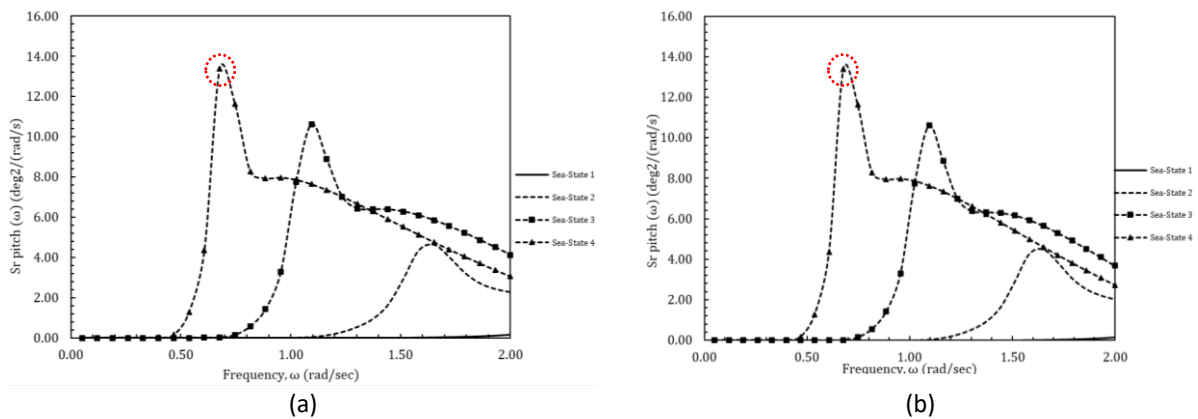 16.00
14.00
12.00
10.00
8.00
6.00
4.00
2.00
0.00
Sr pitch (ω) (deg2/(rad/s)
0.00 0.50 1.00 1.50 2.00
Frequency, ω (rad/sec)
Sea-State 1
Sea-State 2
Sea-State 3
Sea-State 4
(a)
16.00
14.00
12.00
10.00
8.00
6.00
4.00
2.00
0.00
Sr pitch (ω) (deg2/(rad/s)
0.00 0.50 1.00 1.50 2.00
Frequency, ω (rad/sec)
Sea-State 1
Sea-State 2
Sea-State 3
Sea-State 4
(b)